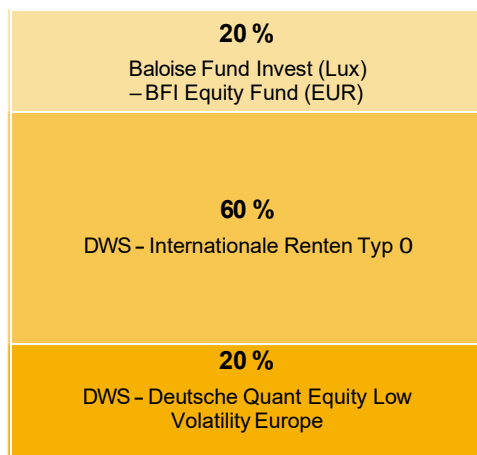 20 %
Baloise Fund Invest (Lux)
– BFI Equity Fund (EUR)
60 %
DWS – Internationale Renten Typ O
20 %
DWS – Deutsche Quant Equity Low
Volatility Europe